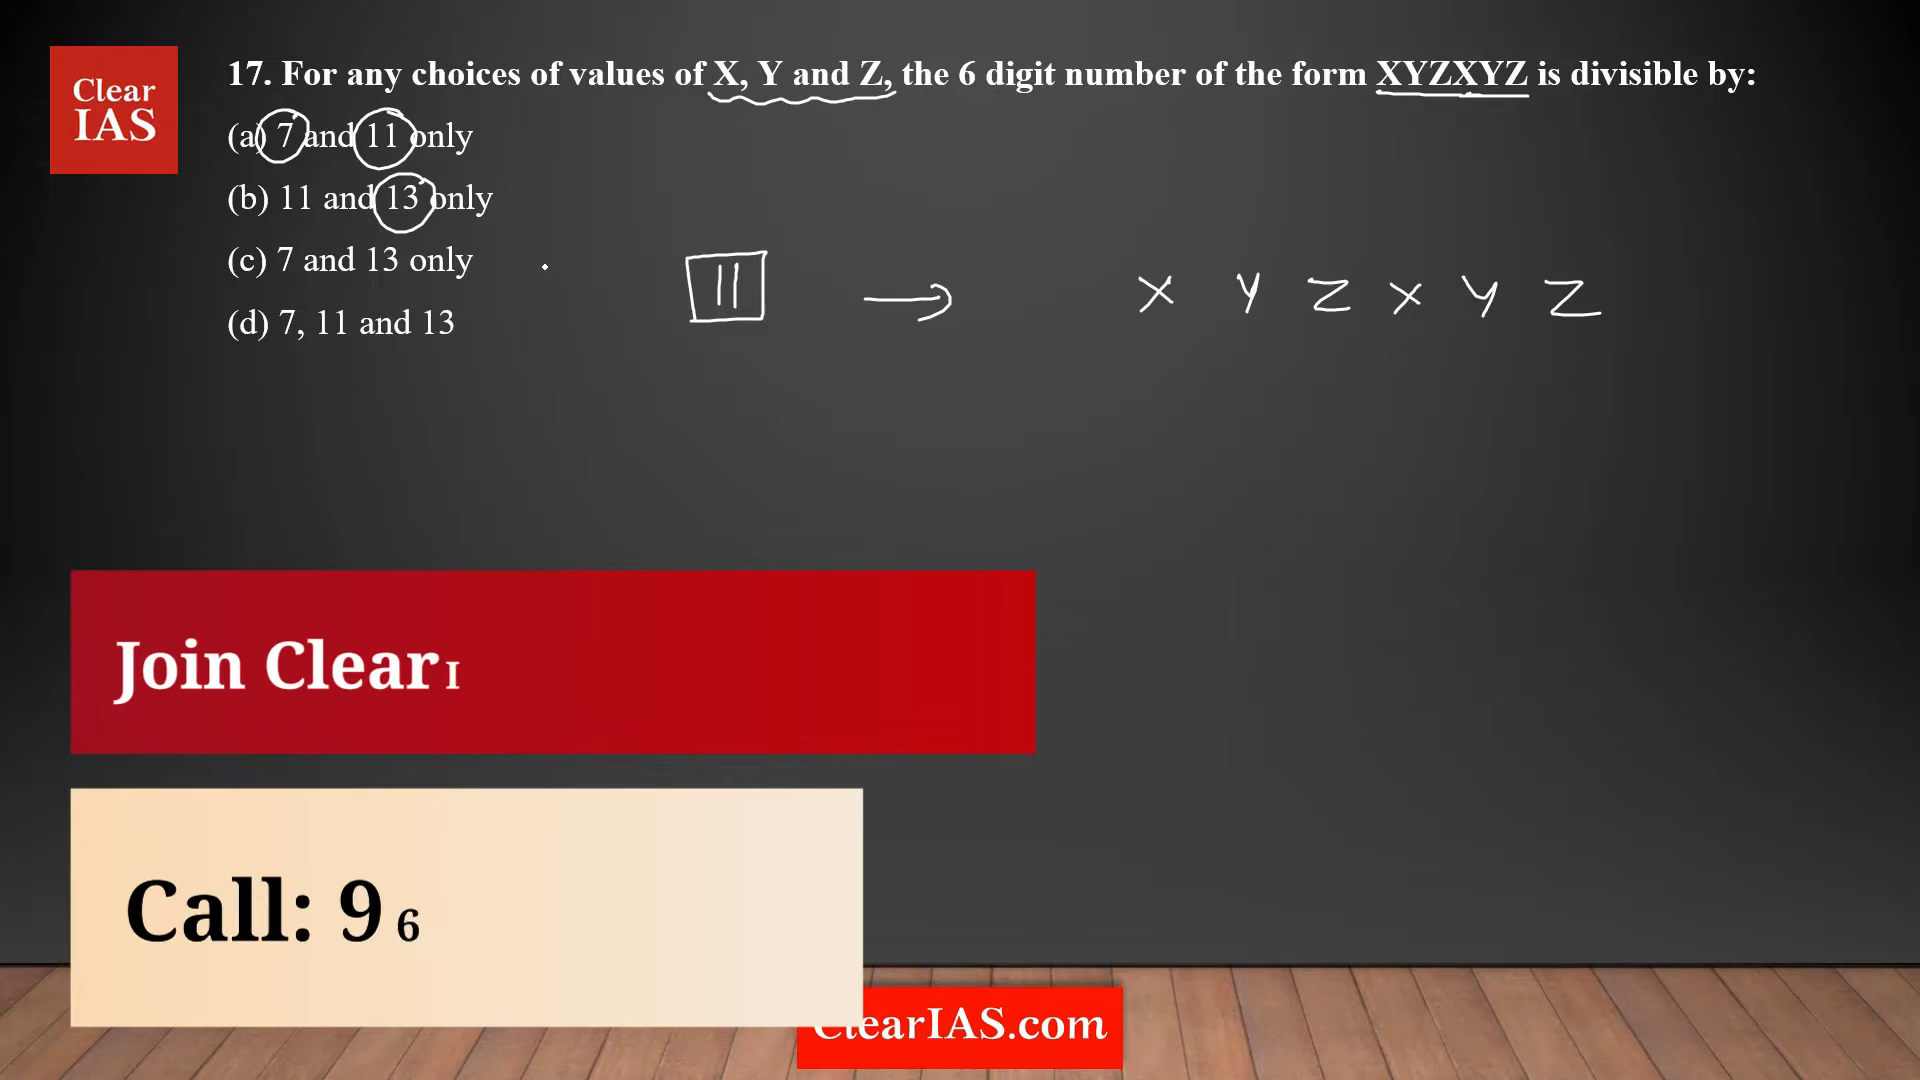 Clear
IAS
17. For any choices of values of X, Y and Z, the 6 digit number of the form XYZXYZ is divisible by:
(a) 7 and 11 only
(b) 11 and 13 only
(c) 7 and 13 only
(d) 7, 11 and 13
11 → X Y Z X Y Z
Join Clear I
Call: 9 6
ClearIAS.com